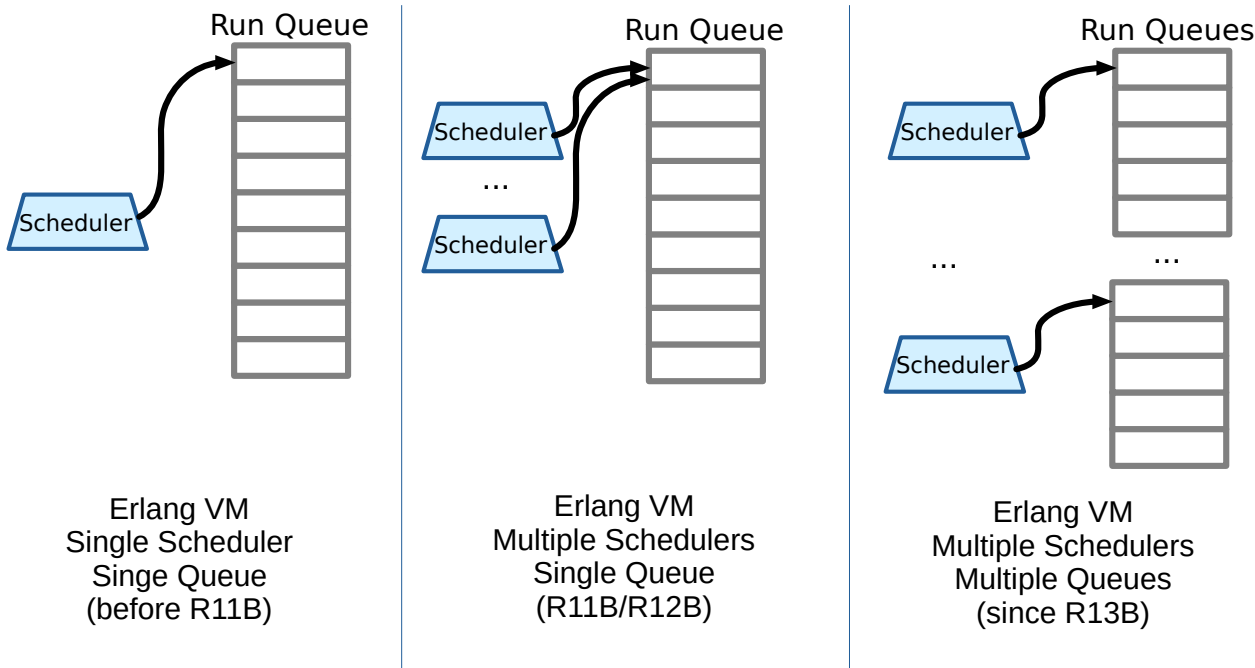 Run Queue
Scheduler
Erlang VM
Single Scheduler
Singe Queue
(before R11B)
Run Queue
Scheduler
...
Scheduler
Erlang VM
Multiple Schedulers
Single Queue
(R11B/R12B)
Run Queues
Scheduler
...
...
Scheduler
Erlang VM
Multiple Schedulers
Multiple Queues
(since R13B)